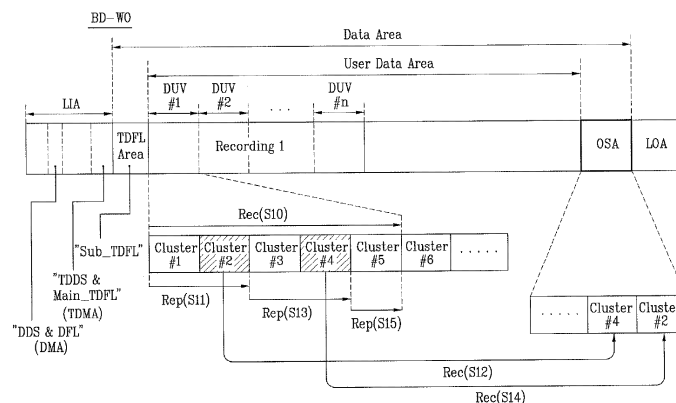 BD-WO
Data Area
User Data Area
LIA
DUV
#1
DUV
#2
. . .
DUV
#n
TDFL
Area
Recording 1
OSA
LOA
Rec(S10)
"Sub_TDFL"
Cluster
#1
Cluster
#2
Cluster
#3
Cluster
#4
Cluster
#5
Cluster
#6
.....
"TDDS &
Main_TDFL"
(TDMA)
Rep(S11)
Rep(S13)
Rep(S15)
"DDS & DFL"
(DMA)
.....
Cluster
#4
Cluster
#2
Rec(S12)
Rec(S14)